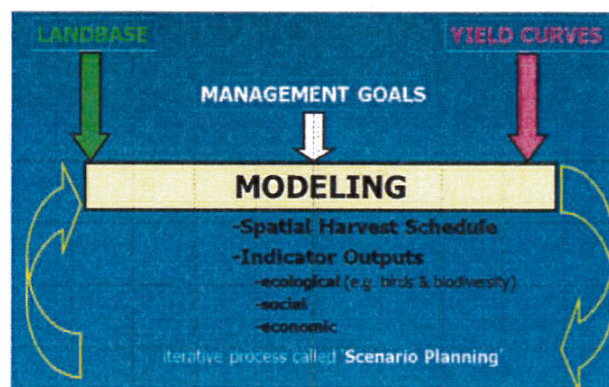 LANDBASE
YIELD CURVES
MANAGEMENT GOALS
MODELING
-Spatial Harvest Schedule
-Indicator Outputs
-ecological (e.g. birds & biodiversity)
-social
-economic
iterative process called 'Scenario Planning'